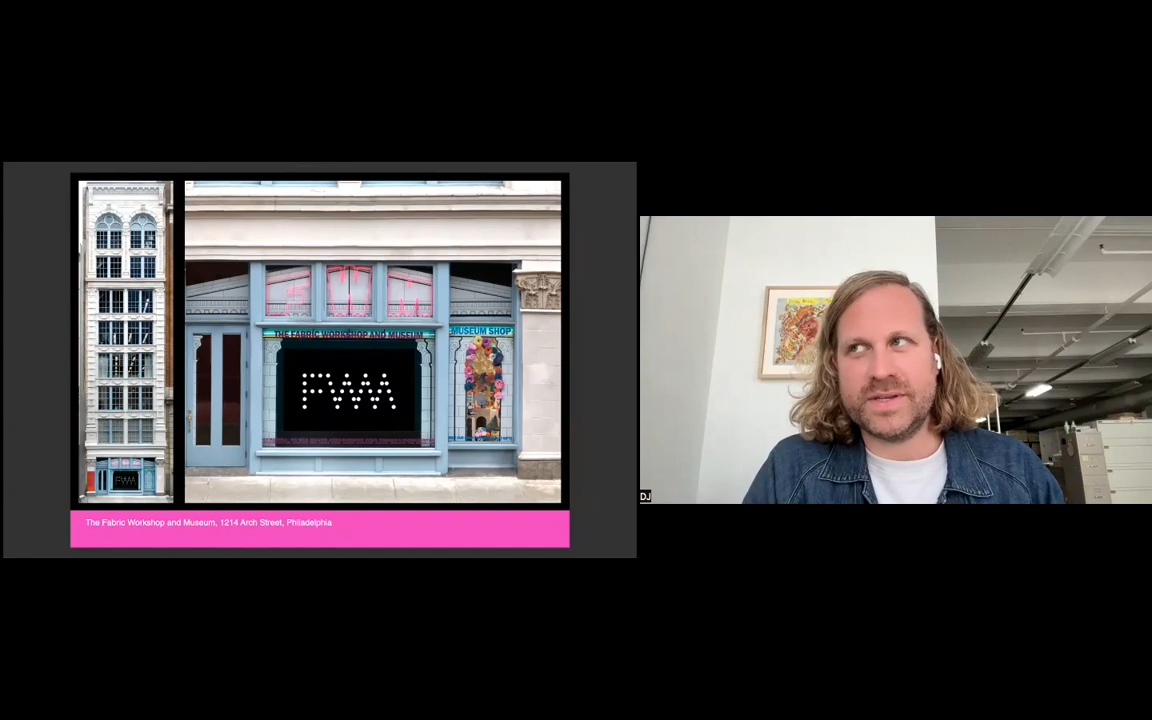 THE FABRIC WORKSHOP AND MUSEUM
MUSEUM SHOP
FWM
The Fabric Workshop and Museum, 1214 Arch Street, Philadelphia
DJ